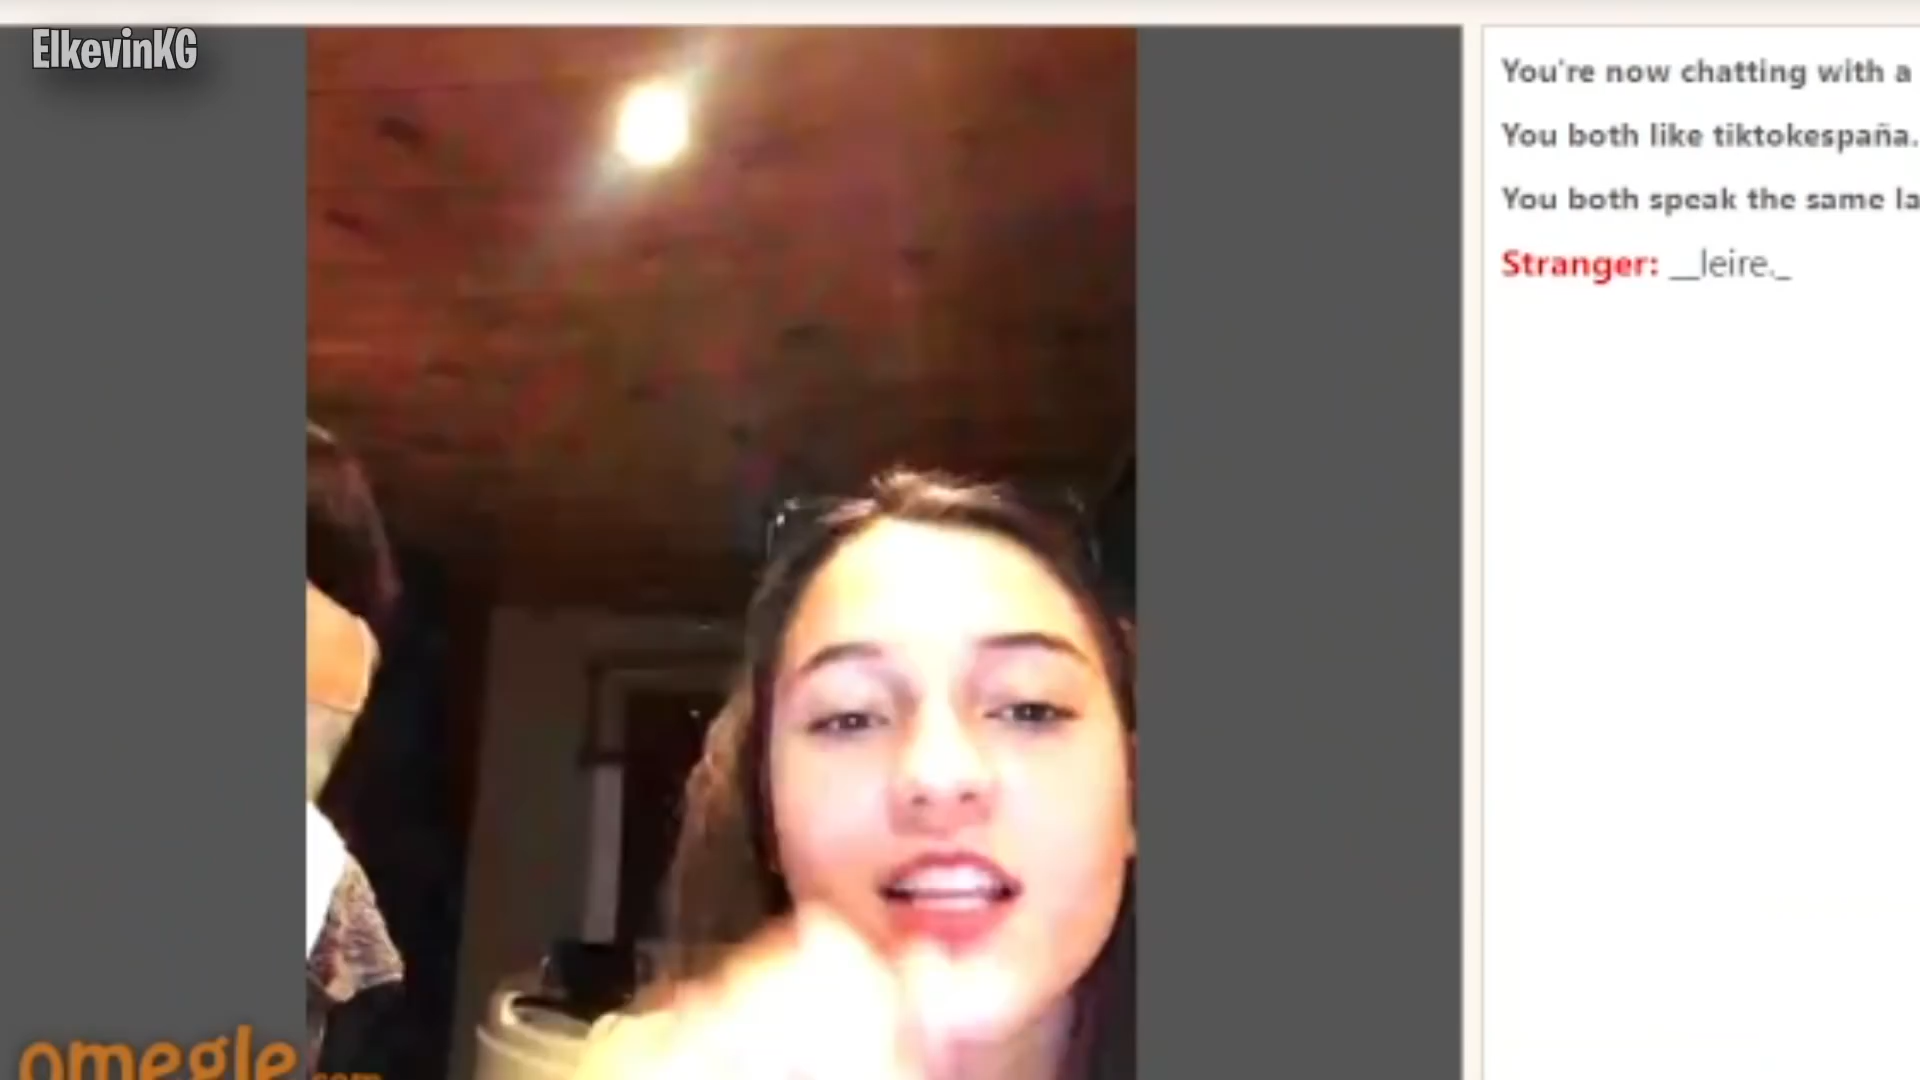 ElkevinKG
You're now chatting with a
You both like tiktokespaña.
You both speak the same la
Stranger: __leire._
omegle.com